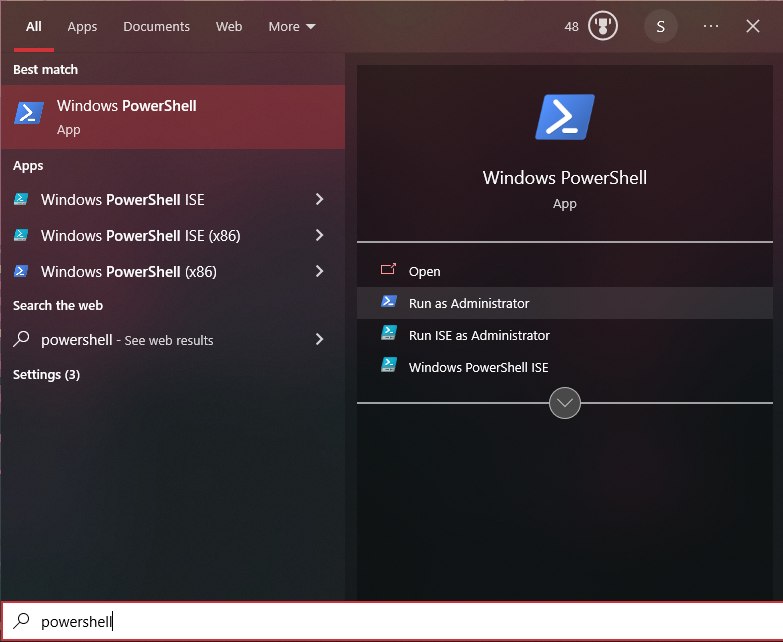 All Apps Documents Web More 48 S
Best match
Windows PowerShell
App
Apps
Windows PowerShell ISE
Windows PowerShell ISE (x86)
Windows PowerShell (x86)
Search the web
powershell - See web results
Settings (3)
Windows PowerShell
App
Open
Run as Administrator
Run ISE as Administrator
Windows PowerShell ISE
powershell